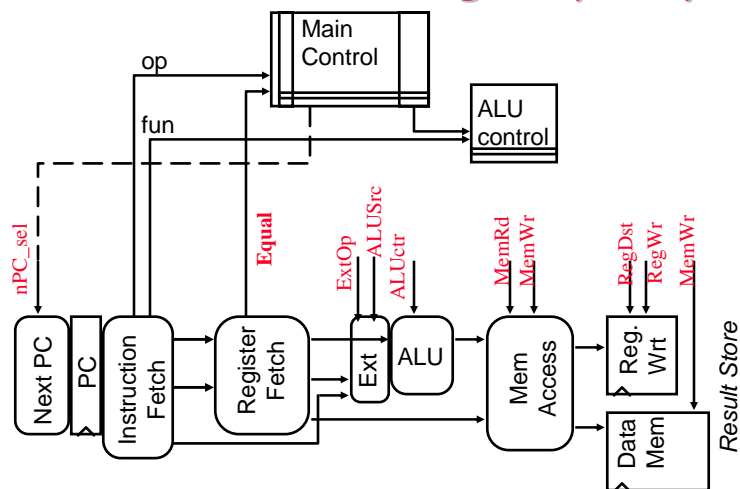 Main
Control
op
ALU
control
fun
nPC_sel
Equal
ExtOp
ALUSrc
ALUctr
MemRd
MemWr
RegDst
RegWr
MemWr
Next PC
PC
Instruction
Fetch
Register
Fetch
Ext
ALU
Mem
Access
Reg.
Wrt
Data
Mem
Result Store